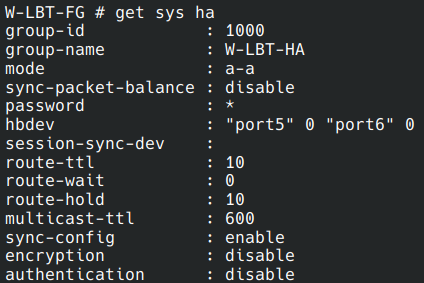 W-LBT-FG # get sys ha
group-id            : 1000
group-name          : W-LBT-HA
mode                : a-a
sync-packet-balance : disable
password            : *
hbdev               : "port5" 0 "port6" 0
session-sync-dev    :
route-ttl           : 10
route-wait          : 0
route-hold          : 10
multicast-ttl       : 600
sync-config         : enable
encryption          : disable
authentication      : disable